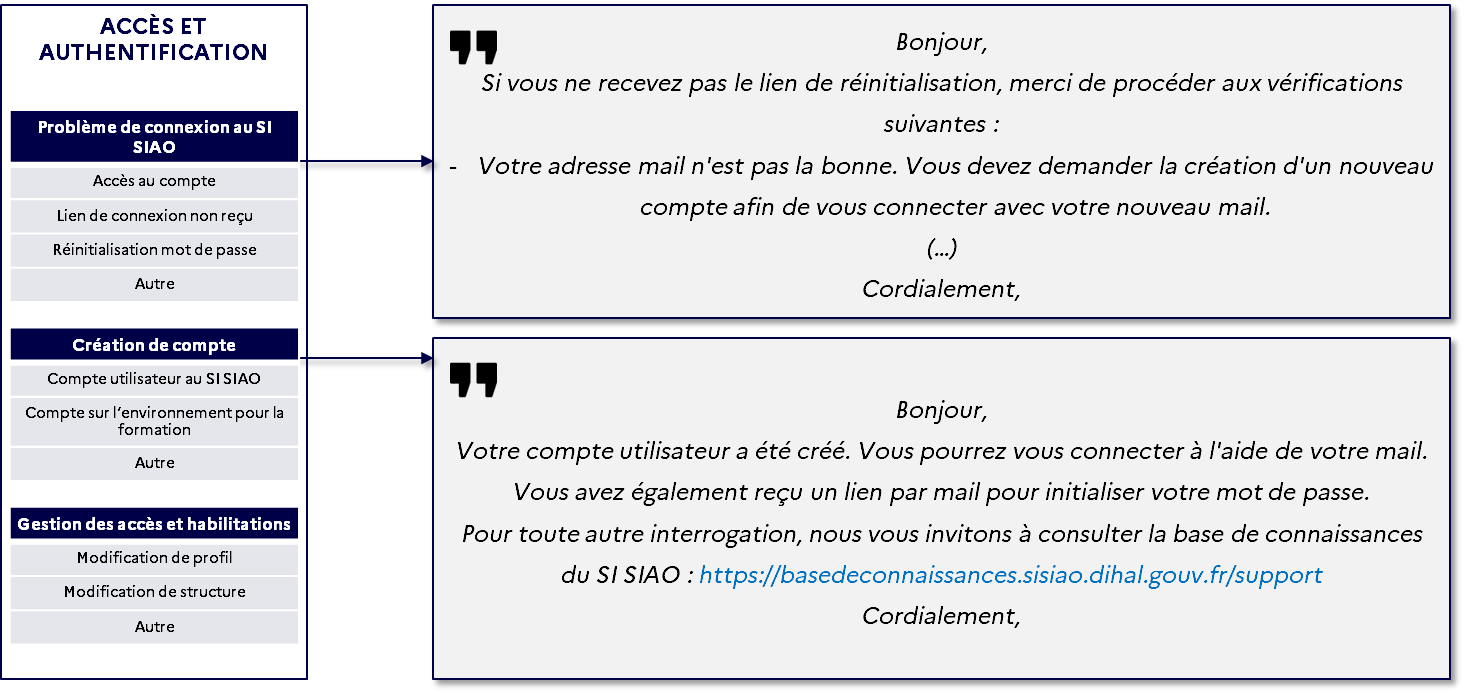 ACCÈS ET
AUTHENTIFICATION
Problème de connexion au SI
SIAO
Accès au compte
Lien de connexion non reçu
Réinitialisation mot de passe
Autre
Création de compte
Compte utilisateur au SI SIAO
Compte sur l’environnement pour la
formation
Autre
Gestion des accès et habilitations
Modification de profil
Modification de structure
Autre
Bonjour,
Si vous ne recevez pas le lien de réinitialisation, merci de procéder aux vérifications
suivantes :
- Votre adresse mail n'est pas la bonne. Vous devez demander la création d'un nouveau
compte afin de vous connecter avec votre nouveau mail.
(...)
Cordialement,
Bonjour,
Votre compte utilisateur a été créé. Vous pourrez vous connecter à l'aide de votre mail.
Vous avez également reçu un lien par mail pour initialiser votre mot de passe.
Pour toute autre interrogation, nous vous invitons à consulter la base de connaissances
du SI SIAO : https://basedeconnaissances.sisiao.dihal.gouv.fr/support
Cordialement,